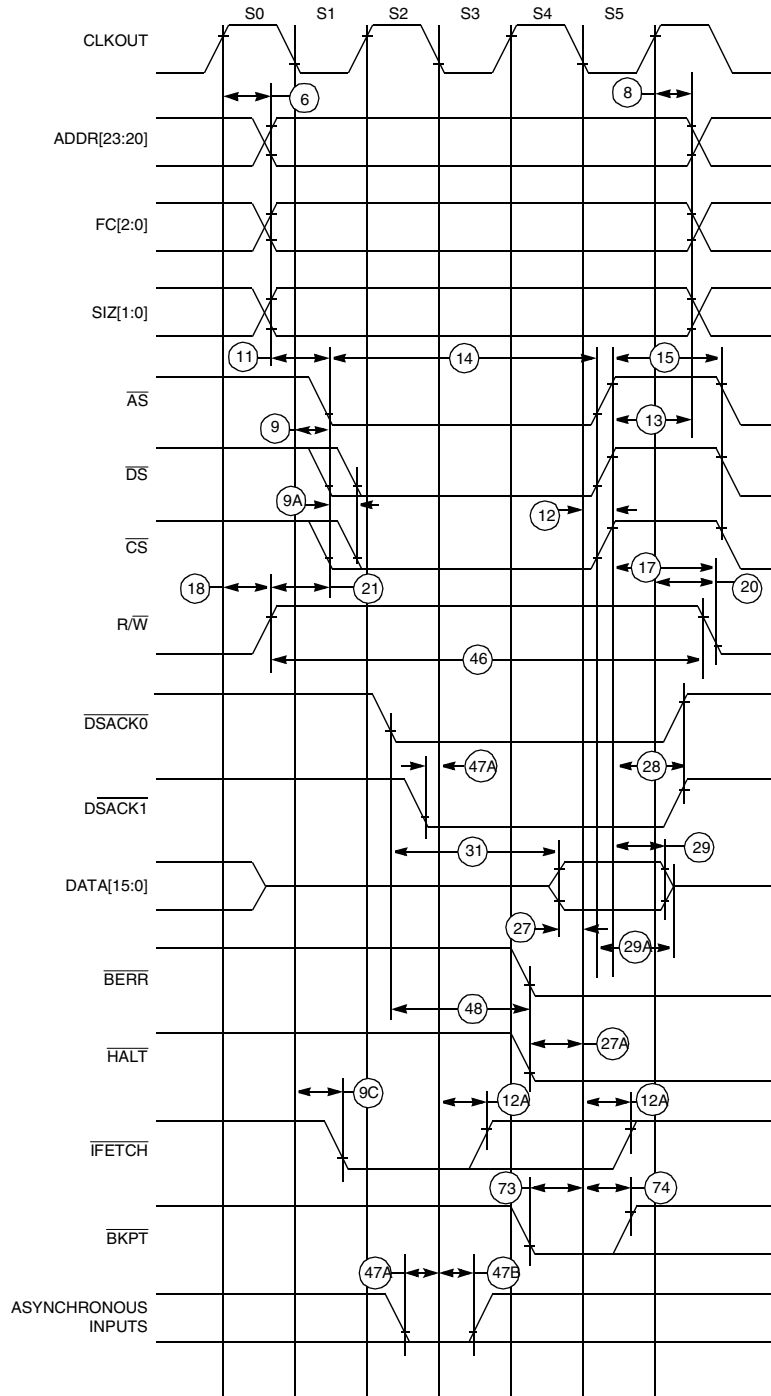 S0 S1 S2 S3 S4 S5
CLKOUT
6 8
ADDR[23:20]
FC[2:0]
SIZ[1:0]
11 14 15
AS
9 13
DS
9A 12
CS
18 21 17 20
R/W
46
DSACK0
47A 28
DSACK1
31 29
DATA[15:0]
27 29A
BERR
48
27A
HALT
9C 12A 12A
IFETCH
73 74
BKPT
47A 47B
ASYNCHRONOUS
INPUTS